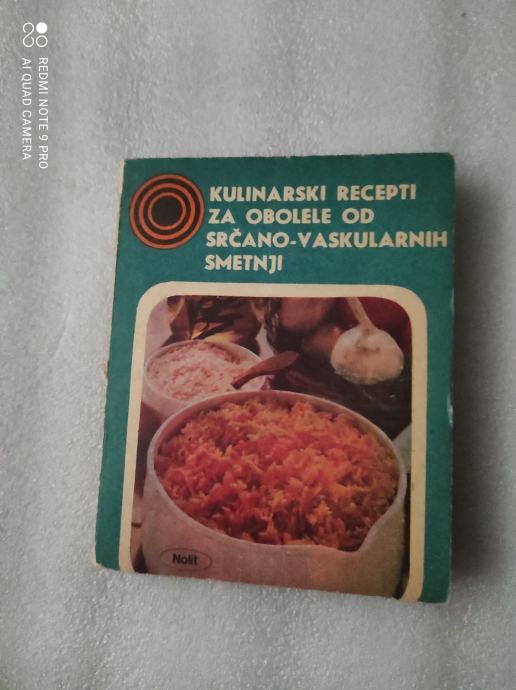 REDMI NOTE 9 PRO
AI QUAD CAMERA
KULINARSKI RECEPTI
ZA OBOLELE OD
SRČANO-VASKULARNIH
SMETNJI
Nolit